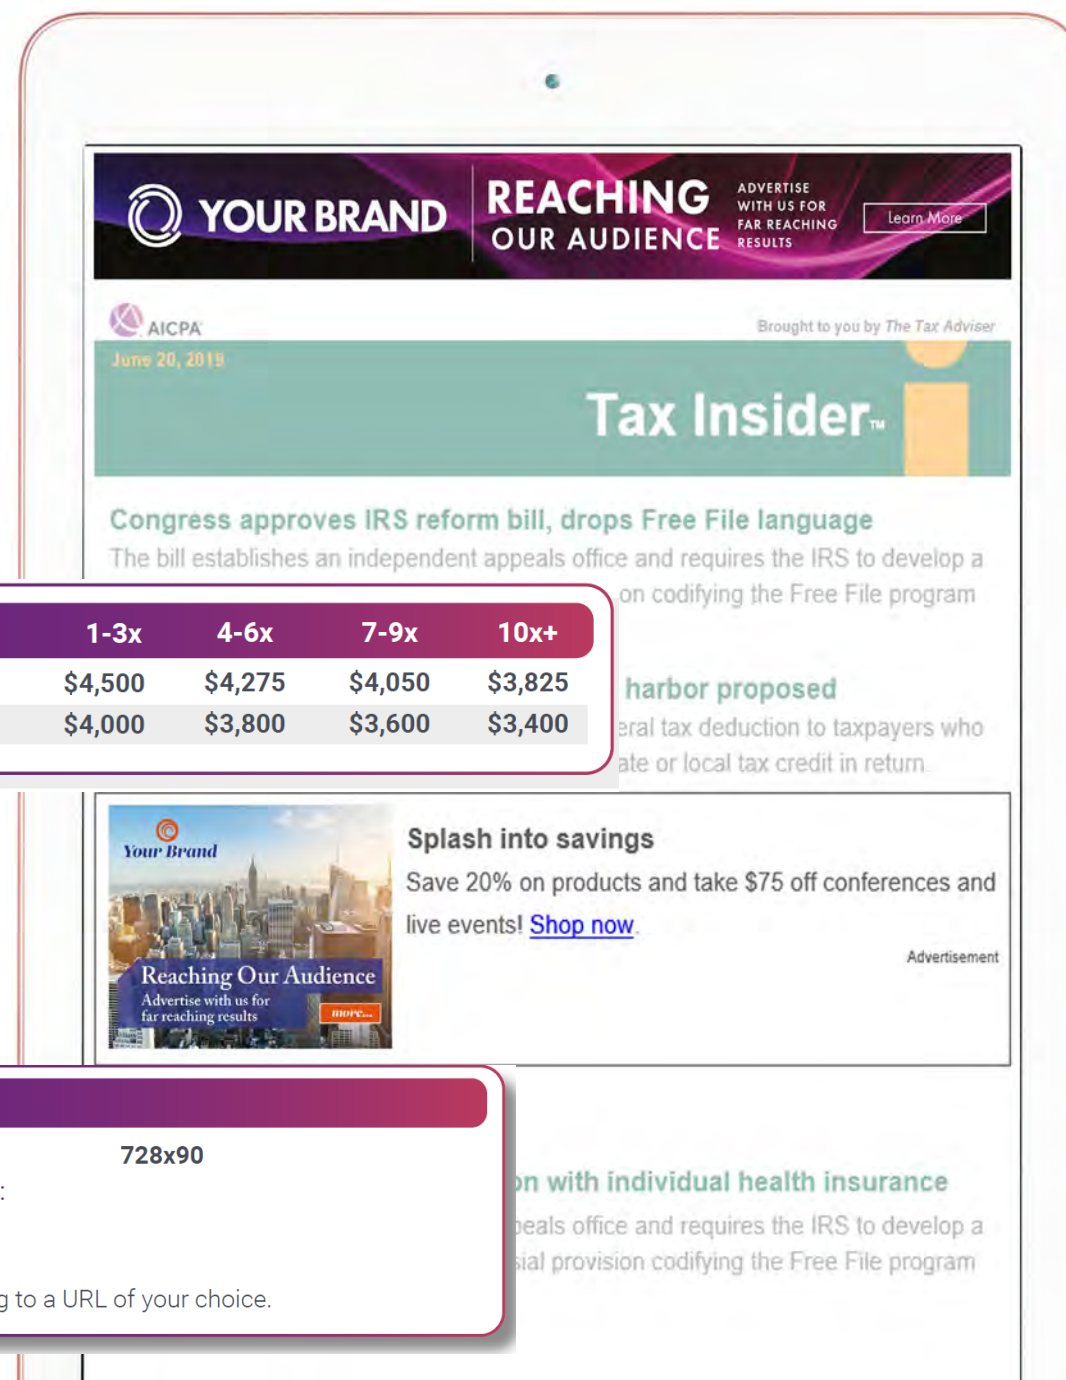 YOUR BRAND
REACHING
OUR AUDIENCE
ADVERTISE
WITH US FOR
FAR REACHING
RESULTS
Learn More
AICPA
Brought to you by The Tax Adviser
June 20, 2019
Tax Insider™
Congress approves IRS reform bill, drops Free File language
The bill establishes an independent appeals office and requires the IRS to develop a
on codifying the Free File program
1-3x 4-6x 7-9x 10x+
$4,500 $4,275 $4,050 $3,825
$4,000 $3,800 $3,600 $3,400
harbor proposed
tax deduction to taxpayers who
or local tax credit in return.
Your Brand
Reaching Our Audience
Advertise with us for
far reaching results
more...
Splash into savings
Save 20% on products and take $75 off conferences and
live events! Shop now.
Advertisement
728x90
:
with individual health insurance
office and requires the IRS to develop a
provision codifying the Free File program
to a URL of your choice.